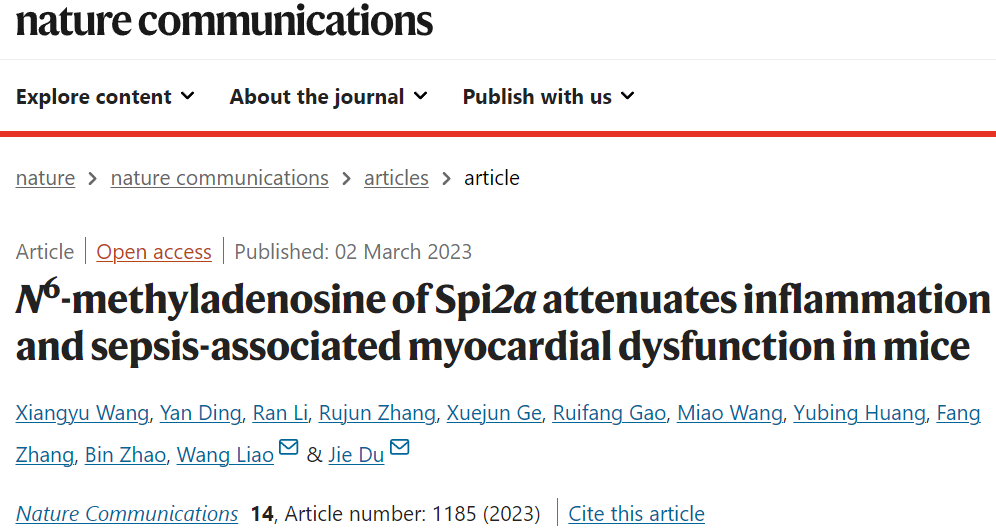 nature communications
Explore content About the journal Publish with us
nature > nature communications > articles > article
Article | Open access | Published: 02 March 2023
N⁶-methyladenosine of Spi2a attenuates inflammation
and sepsis-associated myocardial dysfunction in mice
Xiangyu Wang, Yan Ding, Ran Li, Rujun Zhang, Xuejun Ge, Ruifang Gao, Miao Wang, Yubing Huang, Fang
Zhang, Bin Zhao, Wang Liao & Jie Du
Nature Communications 14, Article number: 1185 (2023) | Cite this article